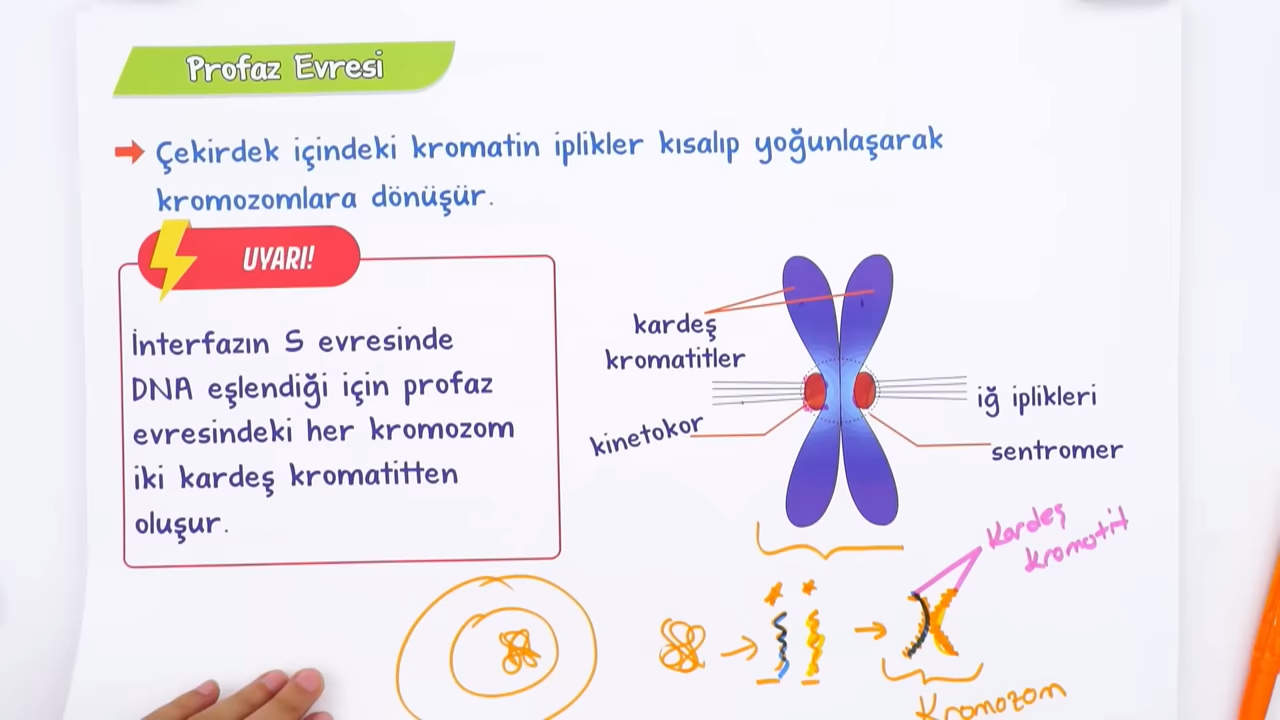 Profaz Evresi
Çekirdek içindeki kromatin iplikler kısalıp yoğunlaşarak
kromozomlara dönüşür.
UYARI!
İnterfazın S evresinde
DNA eşlendiği için profaz
evresindeki her kromozom
iki kardeş kromatitten
oluşur.
kardeş
kromatitler
kinetokor
iğ iplikleri
sentromer
Kardeş
kromatit
Kromozom